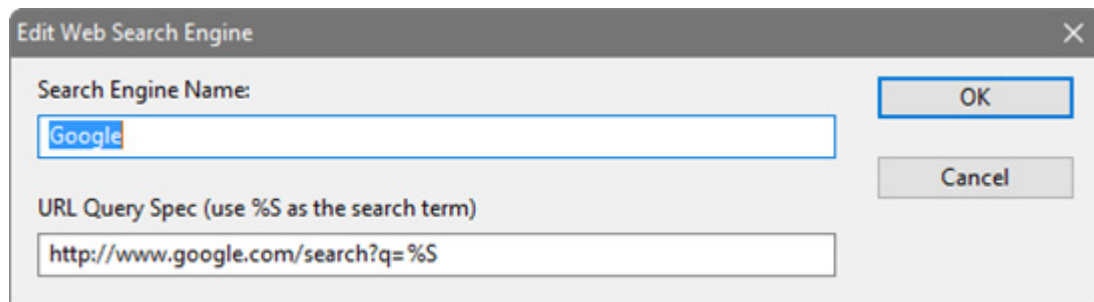 Edit Web Search Engine
Search Engine Name:
OK
Google
Cancel
URL Query Spec (use %S as the search term)
http://www.google.com/search?q=%S